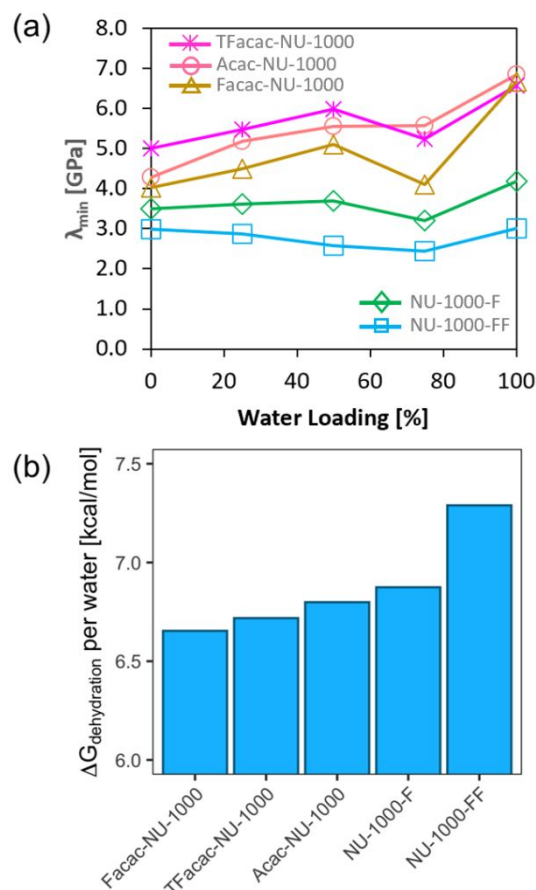 (a)
8.0
7.0
6.0
5.0
4.0
3.0
2.0
1.0
0.0
λmin [GPa]
TFacac-NU-1000
Acac-NU-1000
Facac-NU-1000
NU-1000-F
NU-1000-FF
0 20 40 60 80 100
Water Loading [%]
(b)
7.5
7.0
6.5
6.0
ΔGdehydration per water [kcal/mol]
Facac-NU-1000
TFacac-NU-1000
Acac-NU-1000
NU-1000-F
NU-1000-FF